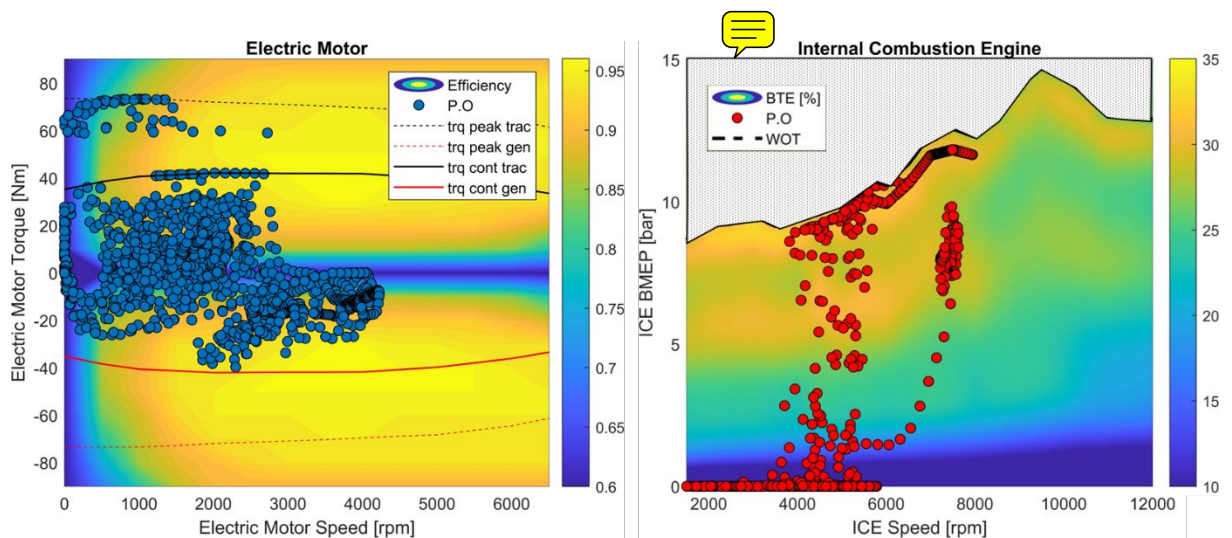 Electric Motor
Electric Motor Torque [Nm]
80
60
40
20
0
-20
-40
-60
-80
0
1000
2000
3000
4000
5000
6000
Electric Motor Speed [rpm]
Efficiency
P.O
trq peak trac
trq peak gen
trq cont trac
trq cont gen
0.95
0.9
0.85
0.8
0.75
0.7
0.65
0.6
Internal Combustion Engine
ICE BMEP [bar]
15
10
5
0
2000
4000
6000
8000
10000
12000
ICE Speed [rpm]
BTE [%]
P.O
WOT
35
30
25
20
15
10